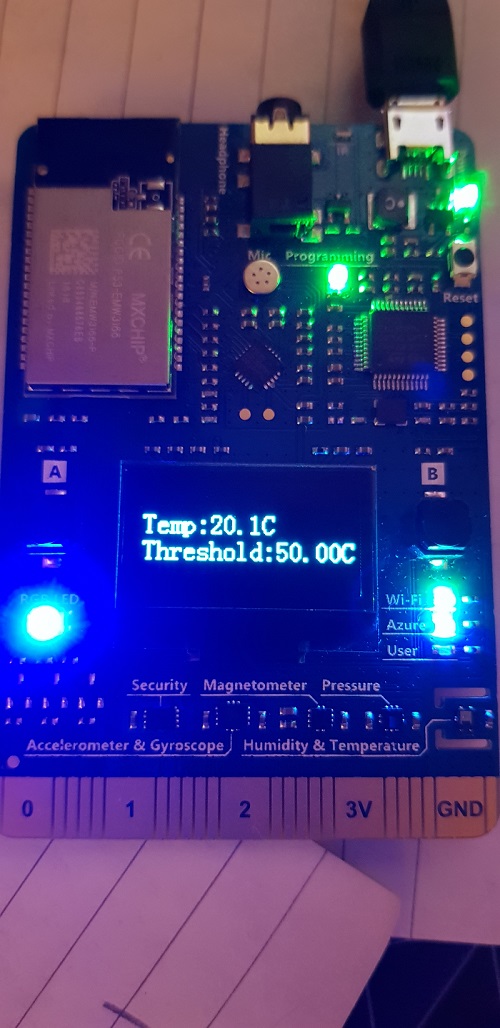 Headphone
Mic
Programming
Reset
CE
MXCHIP®
A
B
Temp:20.1C
Threshold:50.00C
RGB LED
Wi-Fi
Azure
User
Security
Magnetometer
Pressure
Accelerometer & Gyroscope
Humidity & Temperature
0
1
2
3V
GND